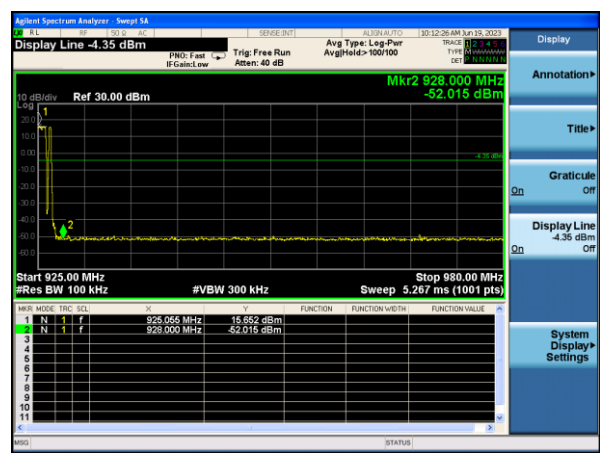 Agilent Spectrum Analyzer - Swept SA
RL RF 50 Ω AC SENSE:INT ALIGN AUTO 10:12:26 AM Jun 19, 2023
Display Line -4.35 dBm
PNO: Fast
IFGain:Low
Trig: Free Run
Atten: 40 dB
Avg Type: Log-Pwr
Avg|Hold:>100/100
TRACE 1 2 3 4 5 6
TYPE
DET P N N N N N
Display
Mkr2 928.000 MHz
-52.015 dBm
10 dB/div
Log
Ref 30.00 dBm
20.0
10.0
0.00
-10.0
-20.0
-30.0
-40.0
-50.0
-60.0
1
2
-4.35 dBm
Start 925.00 MHz
Stop 980.00 MHz
#Res BW 100 kHz
#VBW 300 kHz
Sweep 5.267 ms (1001 pts)
MKR MODE TRC SCL X Y FUNCTION FUNCTION WIDTH FUNCTION VALUE
1 N 1 f 925.055 MHz 15.652 dBm
2 N 1 f 928.000 MHz -52.015 dBm
3
4
5
6
7
8
9
10
11
MSG
STATUS
Annotation
Title
Graticule
On Off
Display Line
-4.35 dBm
On Off
System
Display
Settings